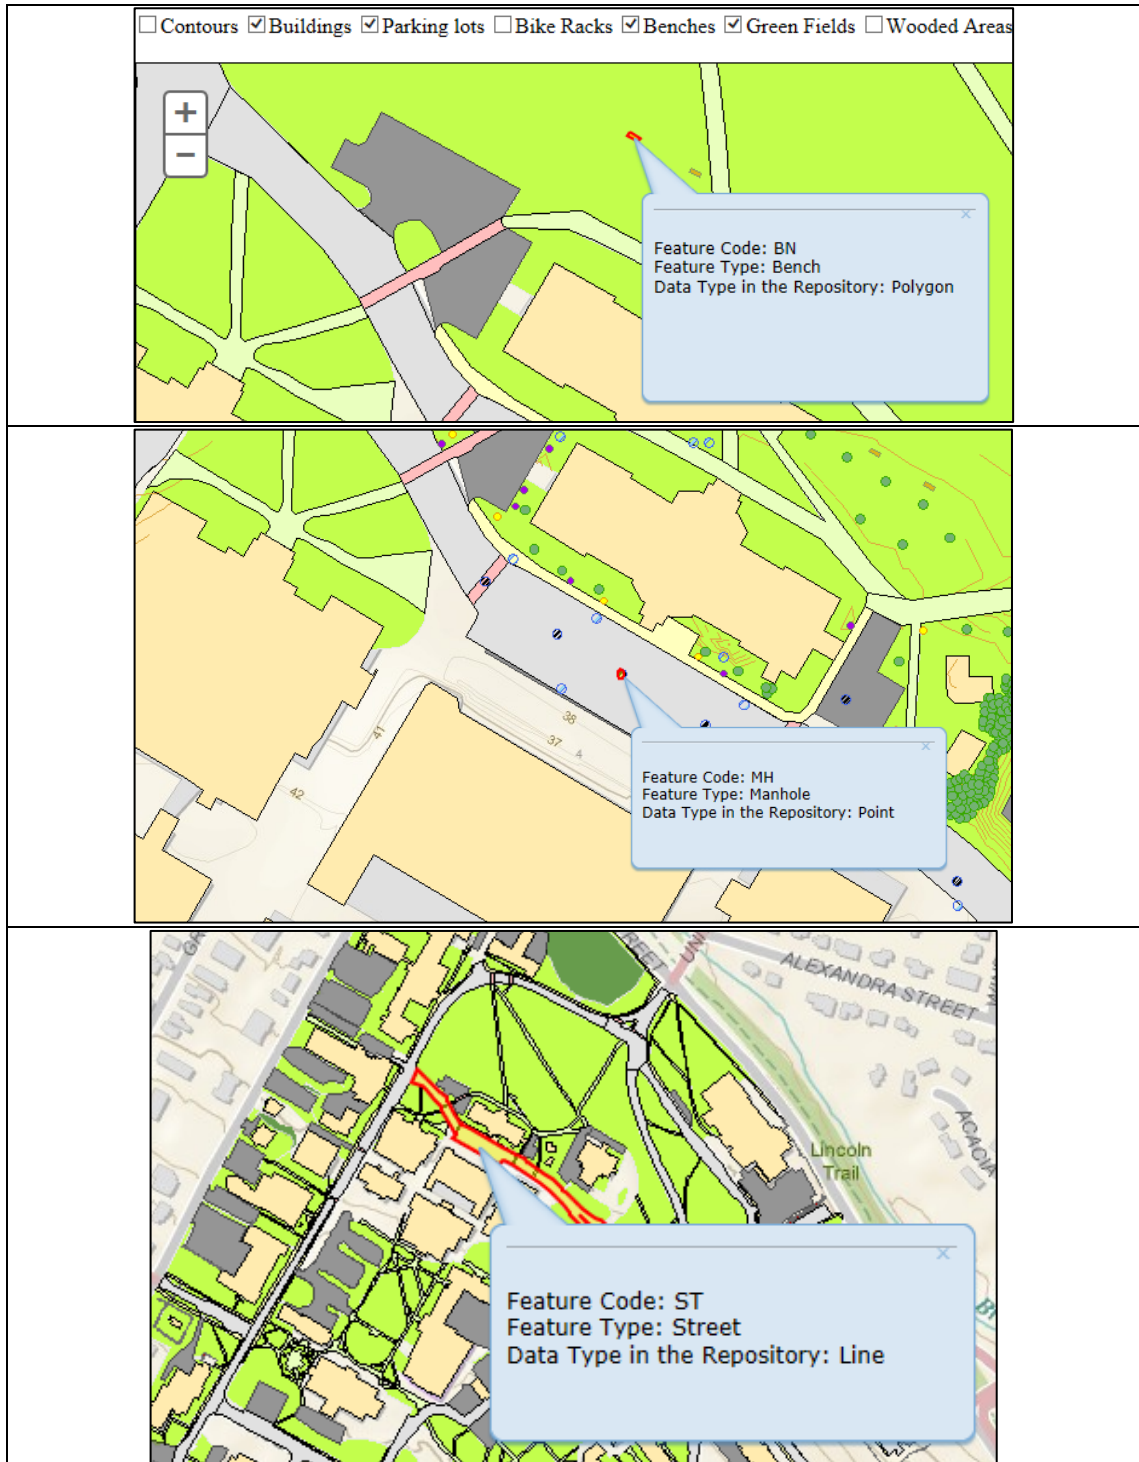 Contours Buildings Parking lots Bike Racks Benches Green Fields Wooded Areas
+
−
Feature Code: BN
Feature Type: Bench
Data Type in the Repository: Polygon
41
42
38
37
Feature Code: MH
Feature Type: Manhole
Data Type in the Repository: Point
ALEXANDRA STREET
ACACIA
Lincoln
Trail
Feature Code: ST
Feature Type: Street
Data Type in the Repository: Line